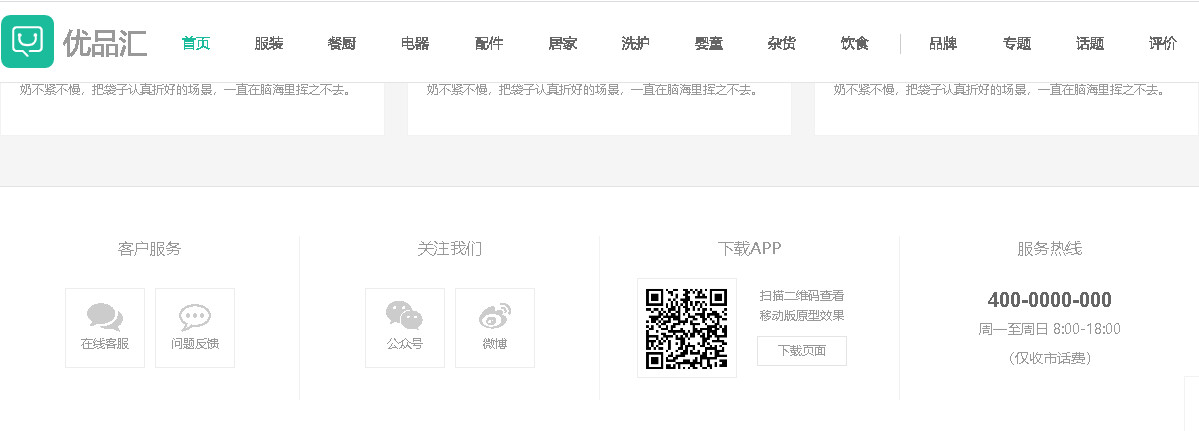 优品汇 首页 服装 餐厨 电器 配件 居家 洗护 婴童 杂货 饮食 品牌 专题 话题 评价
奶不紧不慢，把袋子认真折好的场景，一直在脑海里挥之不去。 奶不紧不慢，把袋子认真折好的场景，一直在脑海里挥之不去。 奶不紧不慢，把袋子认真折好的场景，一直在脑海里挥之不去。
客户服务
在线客服 问题反馈
关注我们
公众号 微博
下载APP
扫描二维码查看
移动版原型效果
下载页面
服务热线
400-0000-000
周一至周日 8:00-18:00
（仅收市话费）